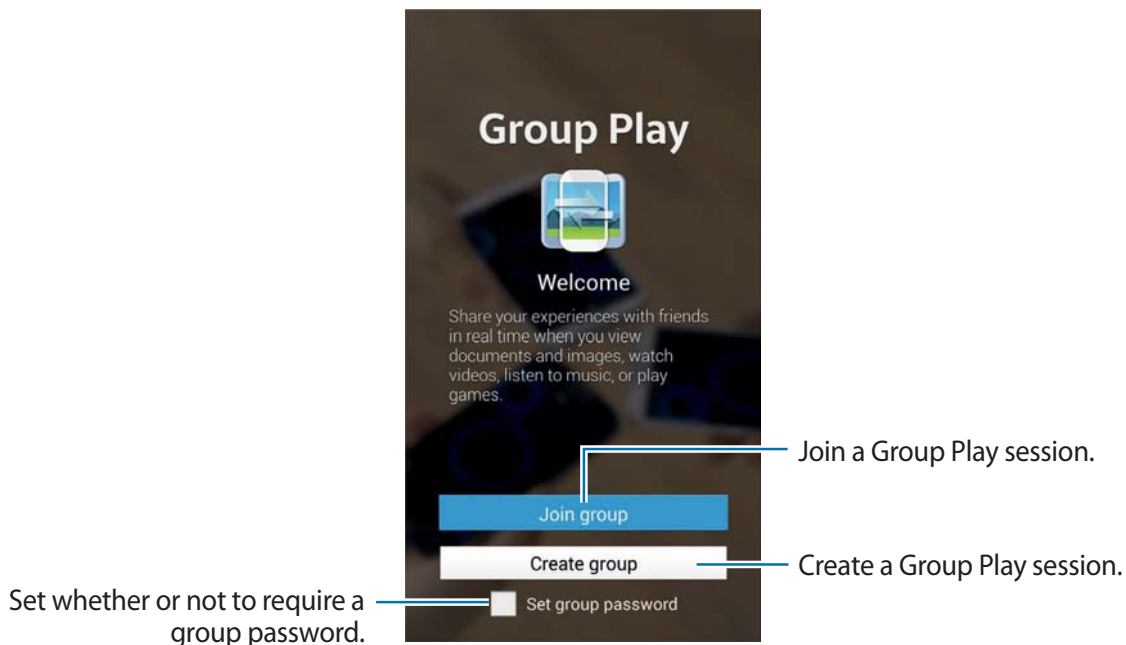 Group Play
Welcome
Share your experiences with friends
in real time when you view
documents and images, watch
videos, listen to music, or play
games.
Join a Group Play session.
Join group
Create group
Create a Group Play session.
Set whether or not to require a
group password.
Set group password